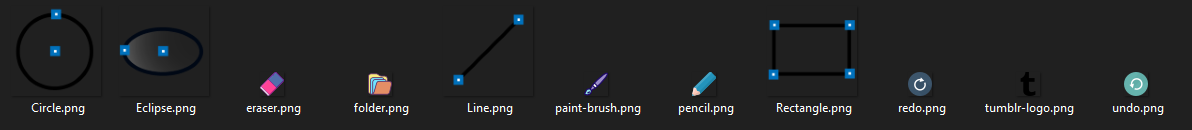 Circle.png
Eclipse.png
eraser.png
folder.png
Line.png
paint-brush.png
pencil.png
Rectangle.png
redo.png
tumblr-logo.png
undo.png